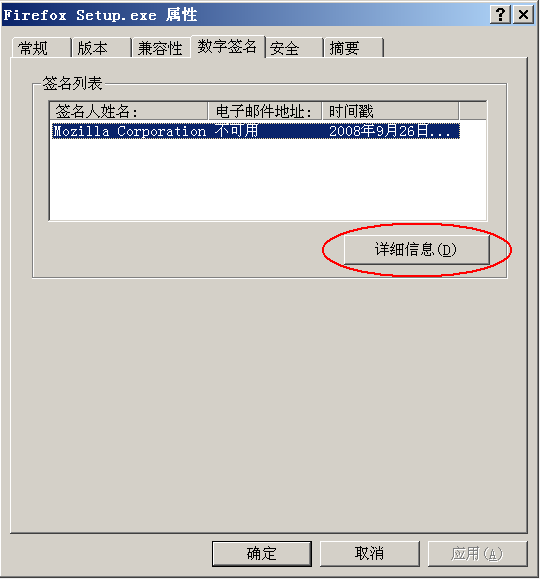 Firefox Setup.exe 属性
常规 版本 兼容性 数字签名 安全 摘要
签名列表
签名人姓名: 电子邮件地址: 时间戳
Mozilla Corporation 不可用 2008年9月26日...
详细信息(D)
确定 取消 应用(A)